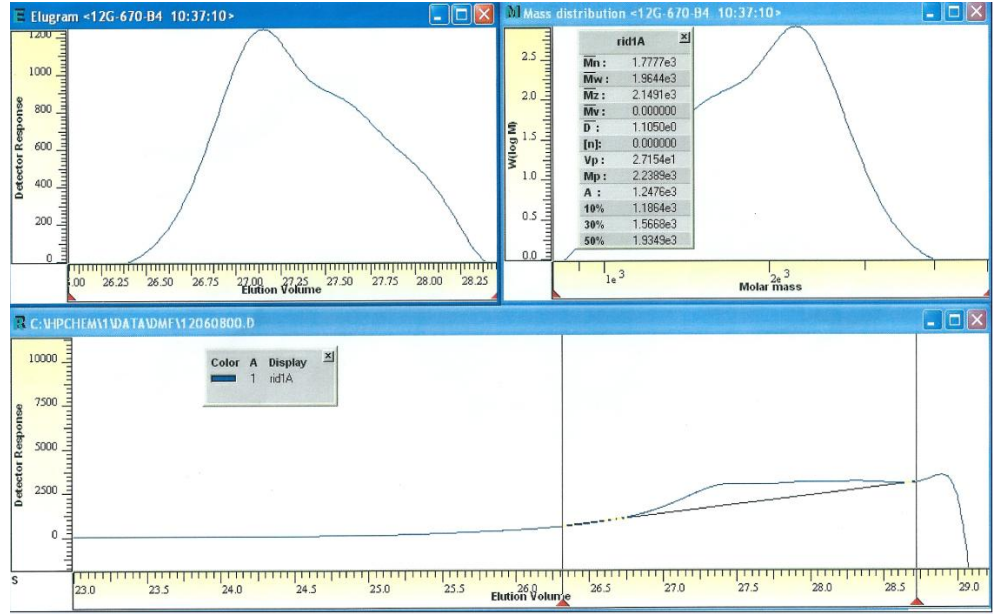 Elugram <12G-670-B4 10:37:10>
Detector Response
1200
1000
800
600
400
200
0
.00 26.25 26.50 26.75 27.00 27.25 27.50 27.75 28.00 28.25
Elution Volume
Mass distribution <12G-670-B4 10:37:10>
W(log M)
2.5
2.0
1.5
1.0
0.5
0.0
1e 3 2e 3
Molar mass
rid1A
Mn : 1.7777e3
Mw : 1.9644e3
Mz : 2.1491e3
Mv : 0.000000
D : 1.1050e0
[n]: 0.000000
Vp : 2.7154e1
Mp : 2.2389e3
A : 1.2476e3
10% 1.1864e3
30% 1.5668e3
50% 1.9349e3
C:\HPCHEM\1\DATA\DMF\12060800.D
Detector Response
10000
7500
5000
2500
0
Color A Display
1 rid1A
S
23.0 23.5 24.0 24.5 25.0 25.5 26.0 26.5 27.0 27.5 28.0 28.5 29.0
Elution Volume